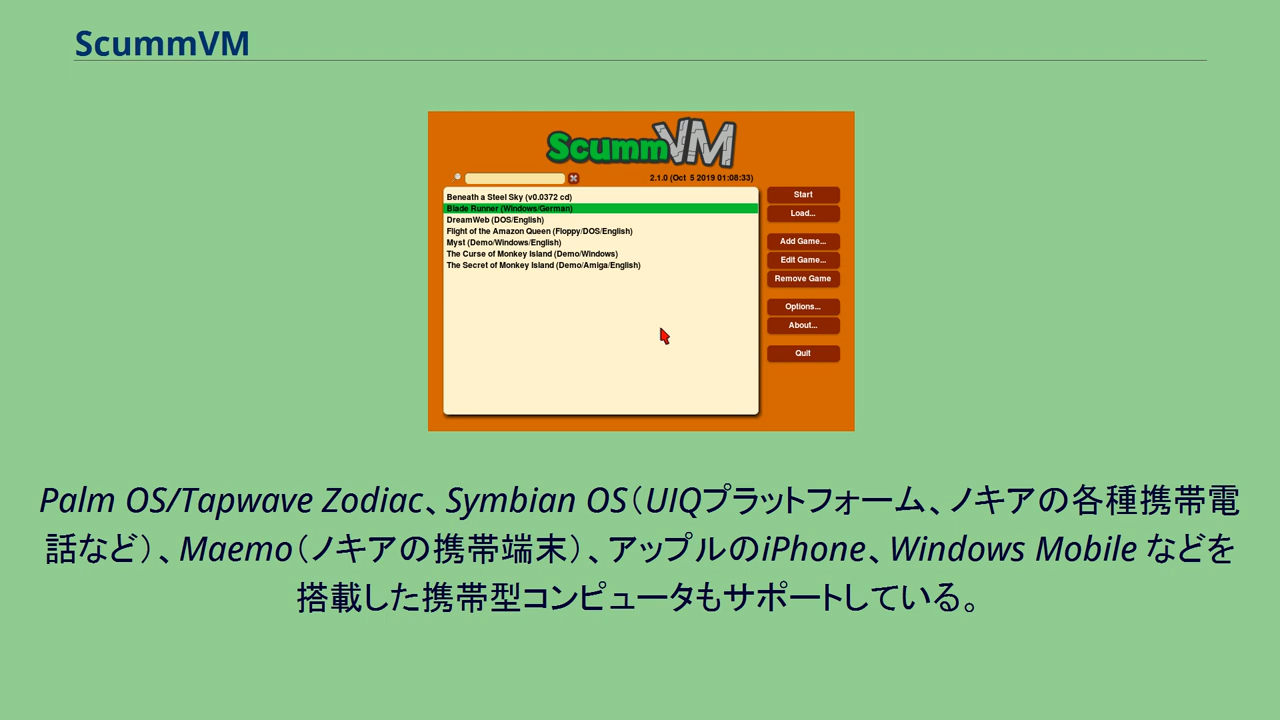 ScummVM
ScummVM
2.1.0 (Oct 5 2019 01:08:33)
Beneath a Steel Sky (v0.0372 cd)
Blade Runner (Windows/German)
DreamWeb (DOS/English)
Flight of the Amazon Queen (Floppy/DOS/English)
Myst (Demo/Windows/English)
The Curse of Monkey Island (Demo/Windows)
The Secret of Monkey Island (Demo/Amiga/English)
Start
Load...
Add Game...
Edit Game...
Remove Game
Options...
About...
Quit
Palm OS/Tapwave Zodiac、Symbian OS（UIQプラットフォーム、ノキアの各種携帯電
話など）、Maemo（ノキアの携帯端末）、アップルのiPhone、Windows Mobile などを
搭載した携帯型コンピュータもサポートしている。